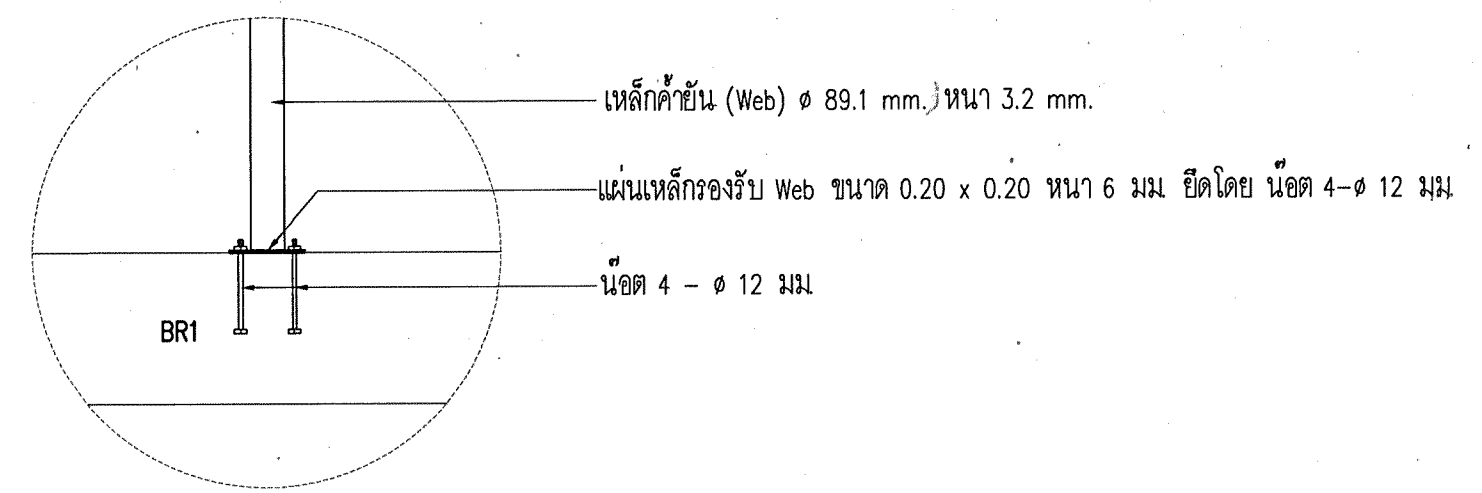 เหล็กค้ำยัน (Web) ø 89.1 mm. หนา 3.2 mm.
แผ่นเหล็กรองรับ Web ขนาด 0.20 x 0.20 หนา 6 มม. ยึดโดย น๊อต 4-ø 12 มม.
น๊อต 4 - ø 12 มม.
BR1